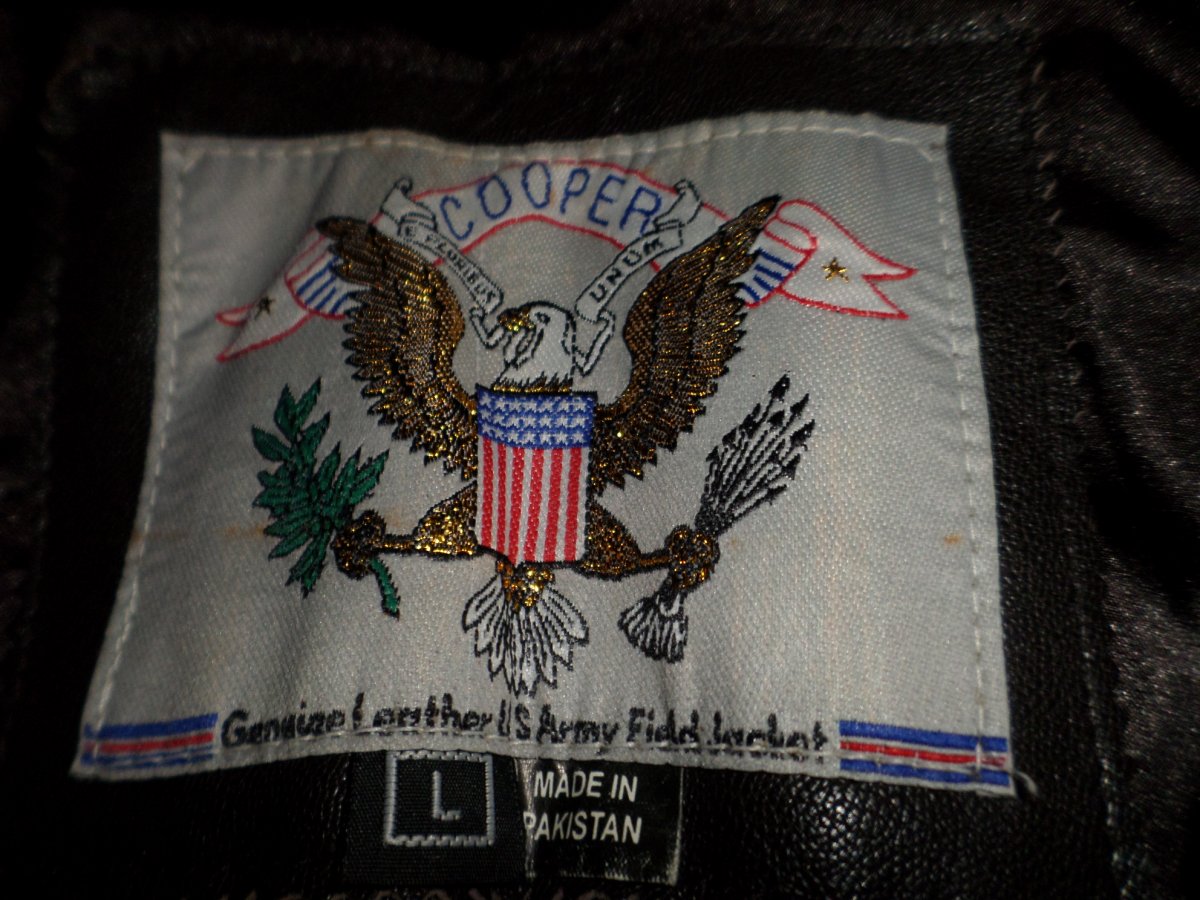 COOPER
E PLURIBUS UNUM
Genuine Leather US Army Field Jacket
L
MADE IN
PAKISTAN